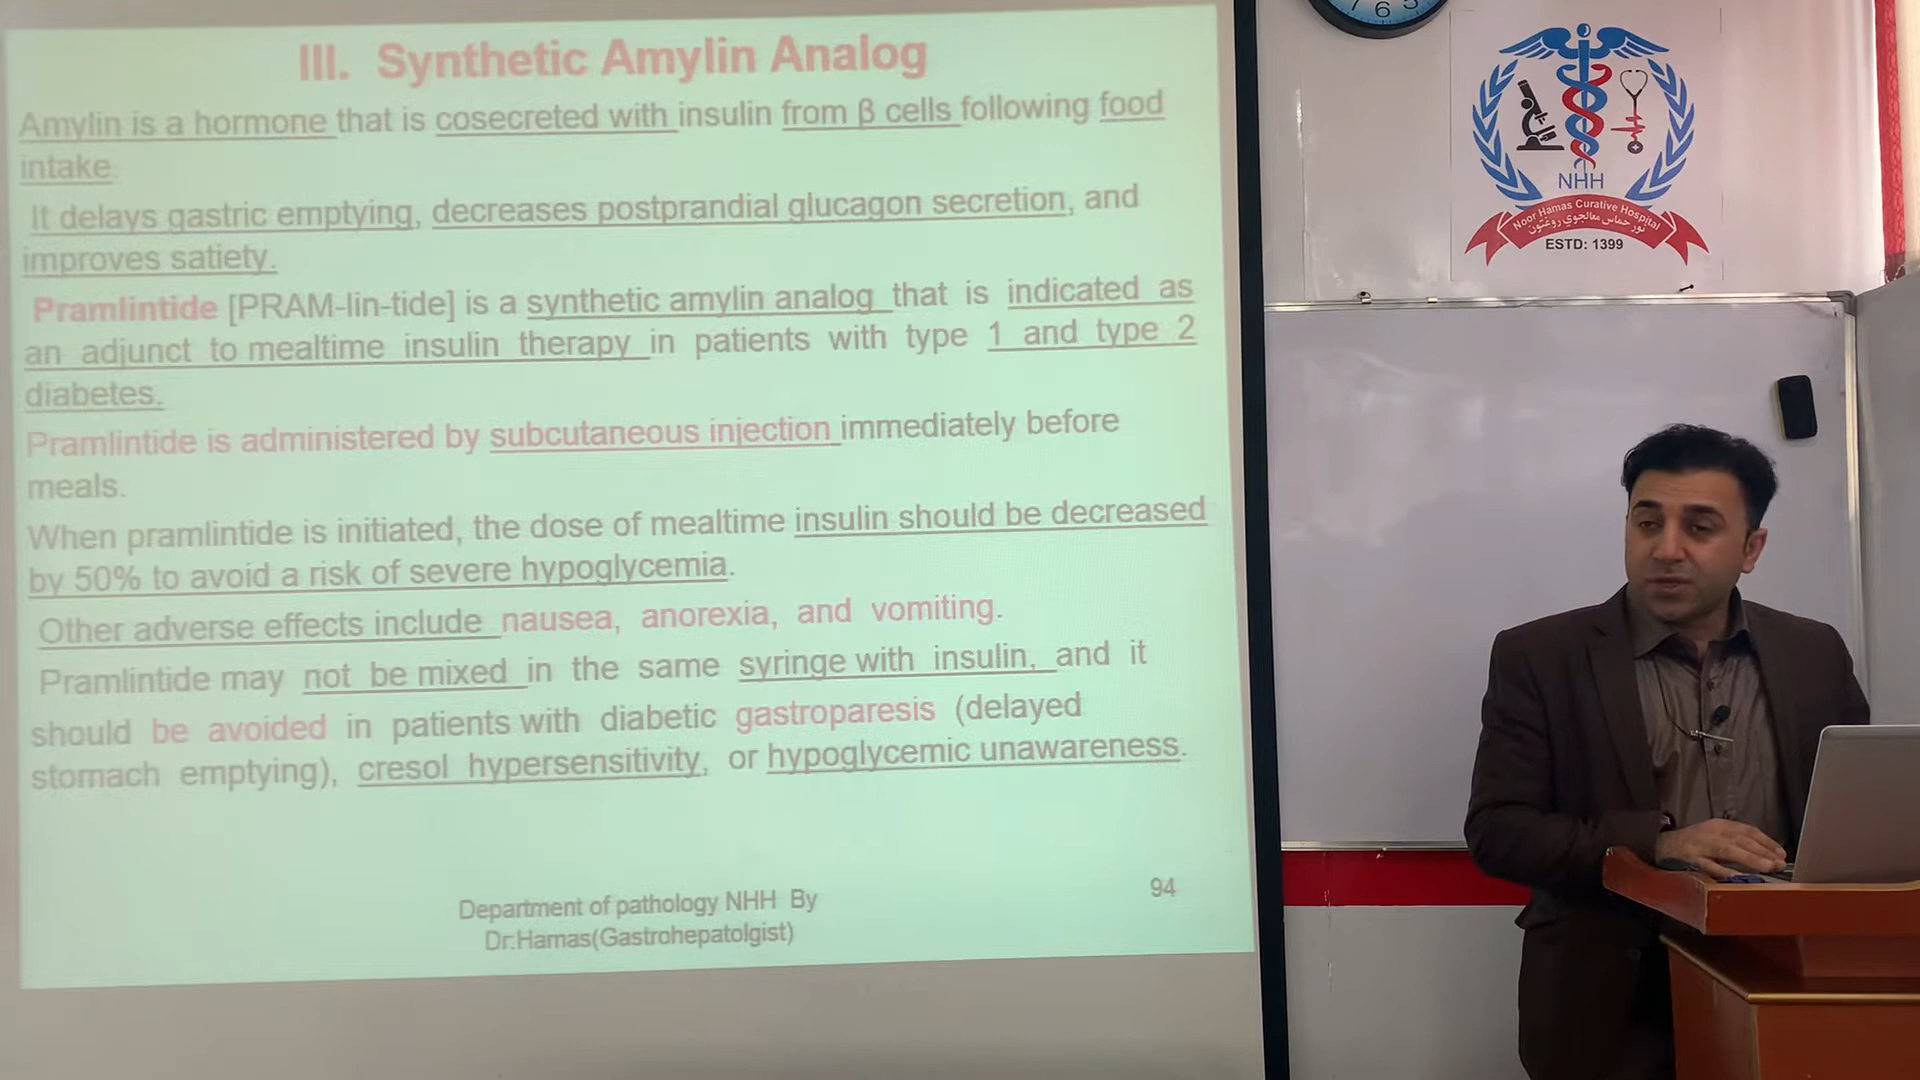 III. Synthetic Amylin Analog
Amylin is a hormone that is cosecreted with insulin from β cells following food
intake.
It delays gastric emptying, decreases postprandial glucagon secretion, and
improves satiety.
Pramlintide [PRAM-lin-tide] is a synthetic amylin analog that is indicated as
an adjunct to mealtime insulin therapy in patients with type 1 and type 2
diabetes.
Pramlintide is administered by subcutaneous injection immediately before
meals.
When pramlintide is initiated, the dose of mealtime insulin should be decreased
by 50% to avoid a risk of severe hypoglycemia.
Other adverse effects include nausea, anorexia, and vomiting.
Pramlintide may not be mixed in the same syringe with insulin, and it
should be avoided in patients with diabetic gastroparesis (delayed
stomach emptying), cresol hypersensitivity, or hypoglycemic unawareness.
Department of pathology NHH By
Dr.Hamas(Gastrohepatolgist)
94
7 6 5
NHH
Noor Hamas Curative Hospital
نور حماس معالجوي روغتون
ESTD: 1399